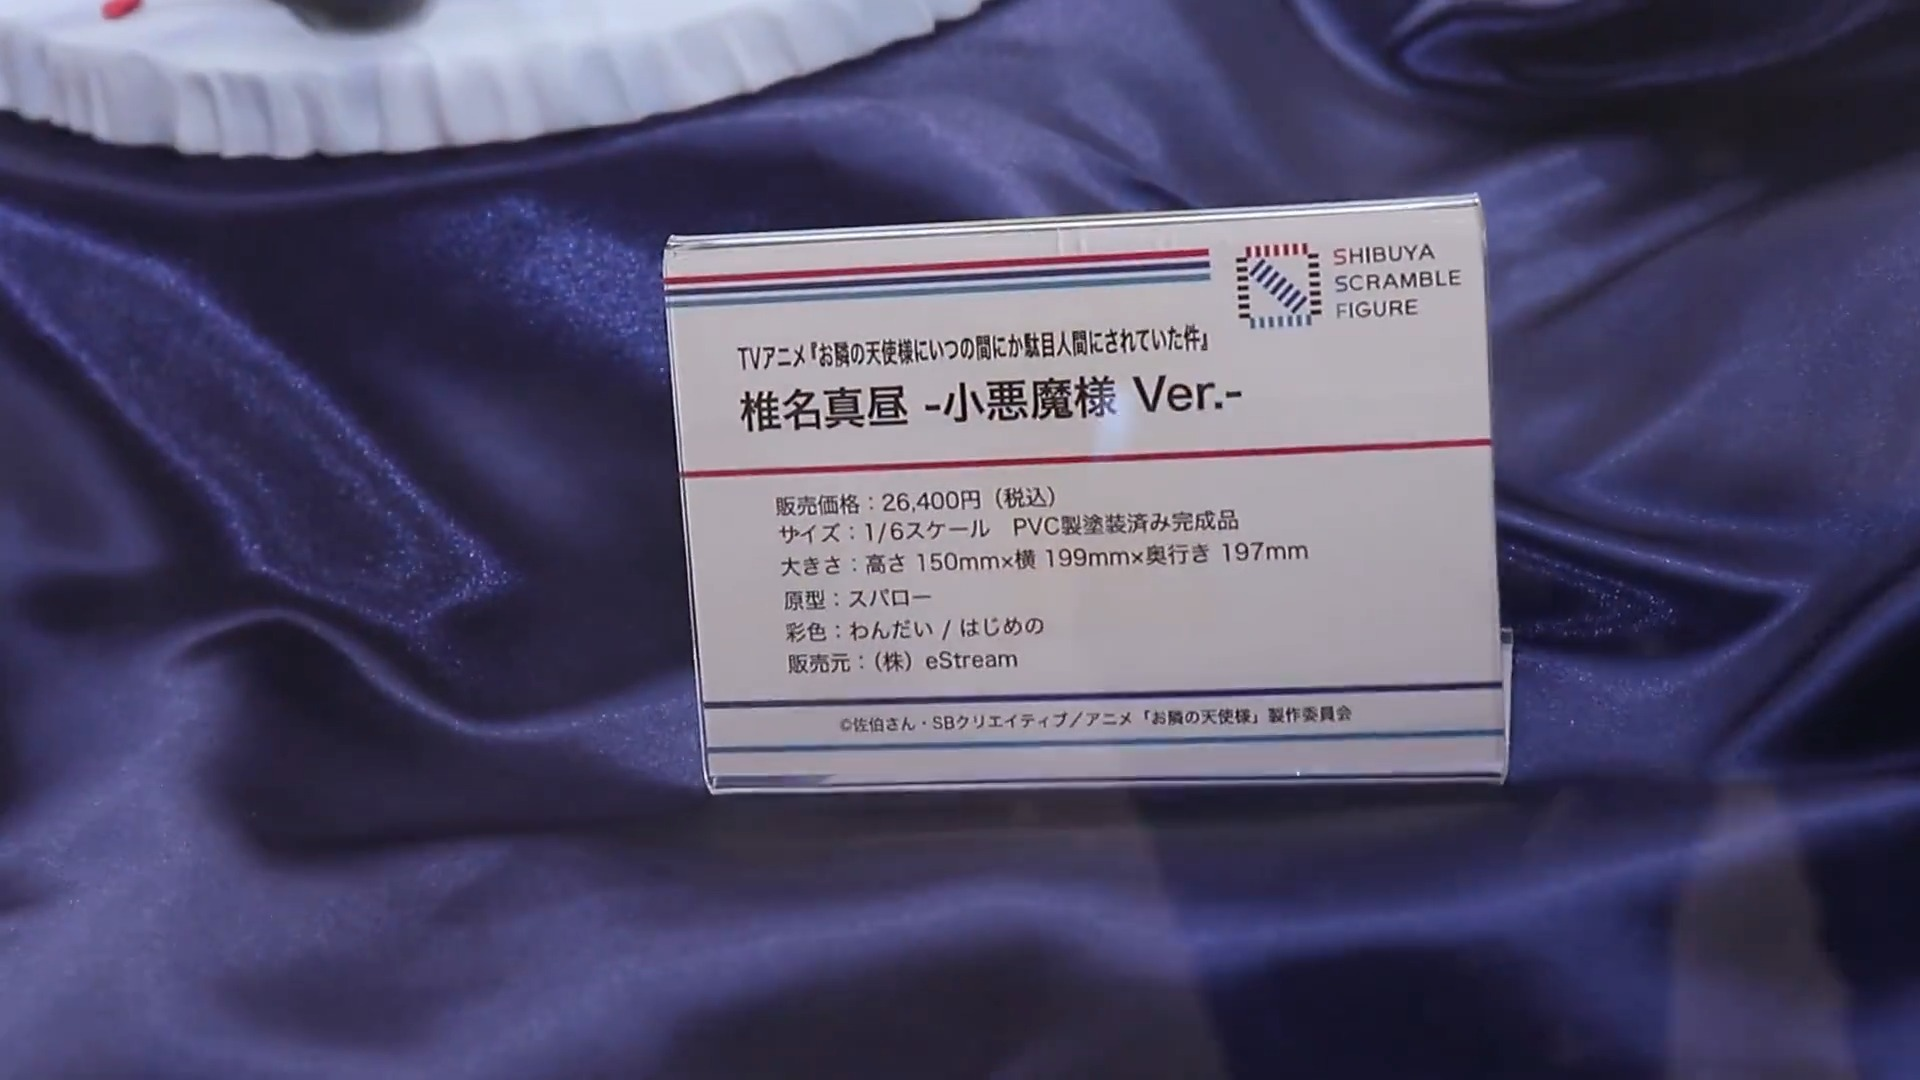 SHIBUYA
SCRAMBLE
FIGURE
TVアニメ『お隣の天使様にいつの間にか駄目人間にされていた件』
椎名真昼 -小悪魔様 Ver.-
販売価格：26,400円（税込）
サイズ：1/6スケール　PVC製塗装済み完成品
大きさ：高さ 150mm×横 199mm×奥行き 197mm
原型：スパロー
彩色：わんだい / はじめの
販売元：（株）eStream
©佐伯さん・SBクリエイティブ／アニメ「お隣の天使様」製作委員会